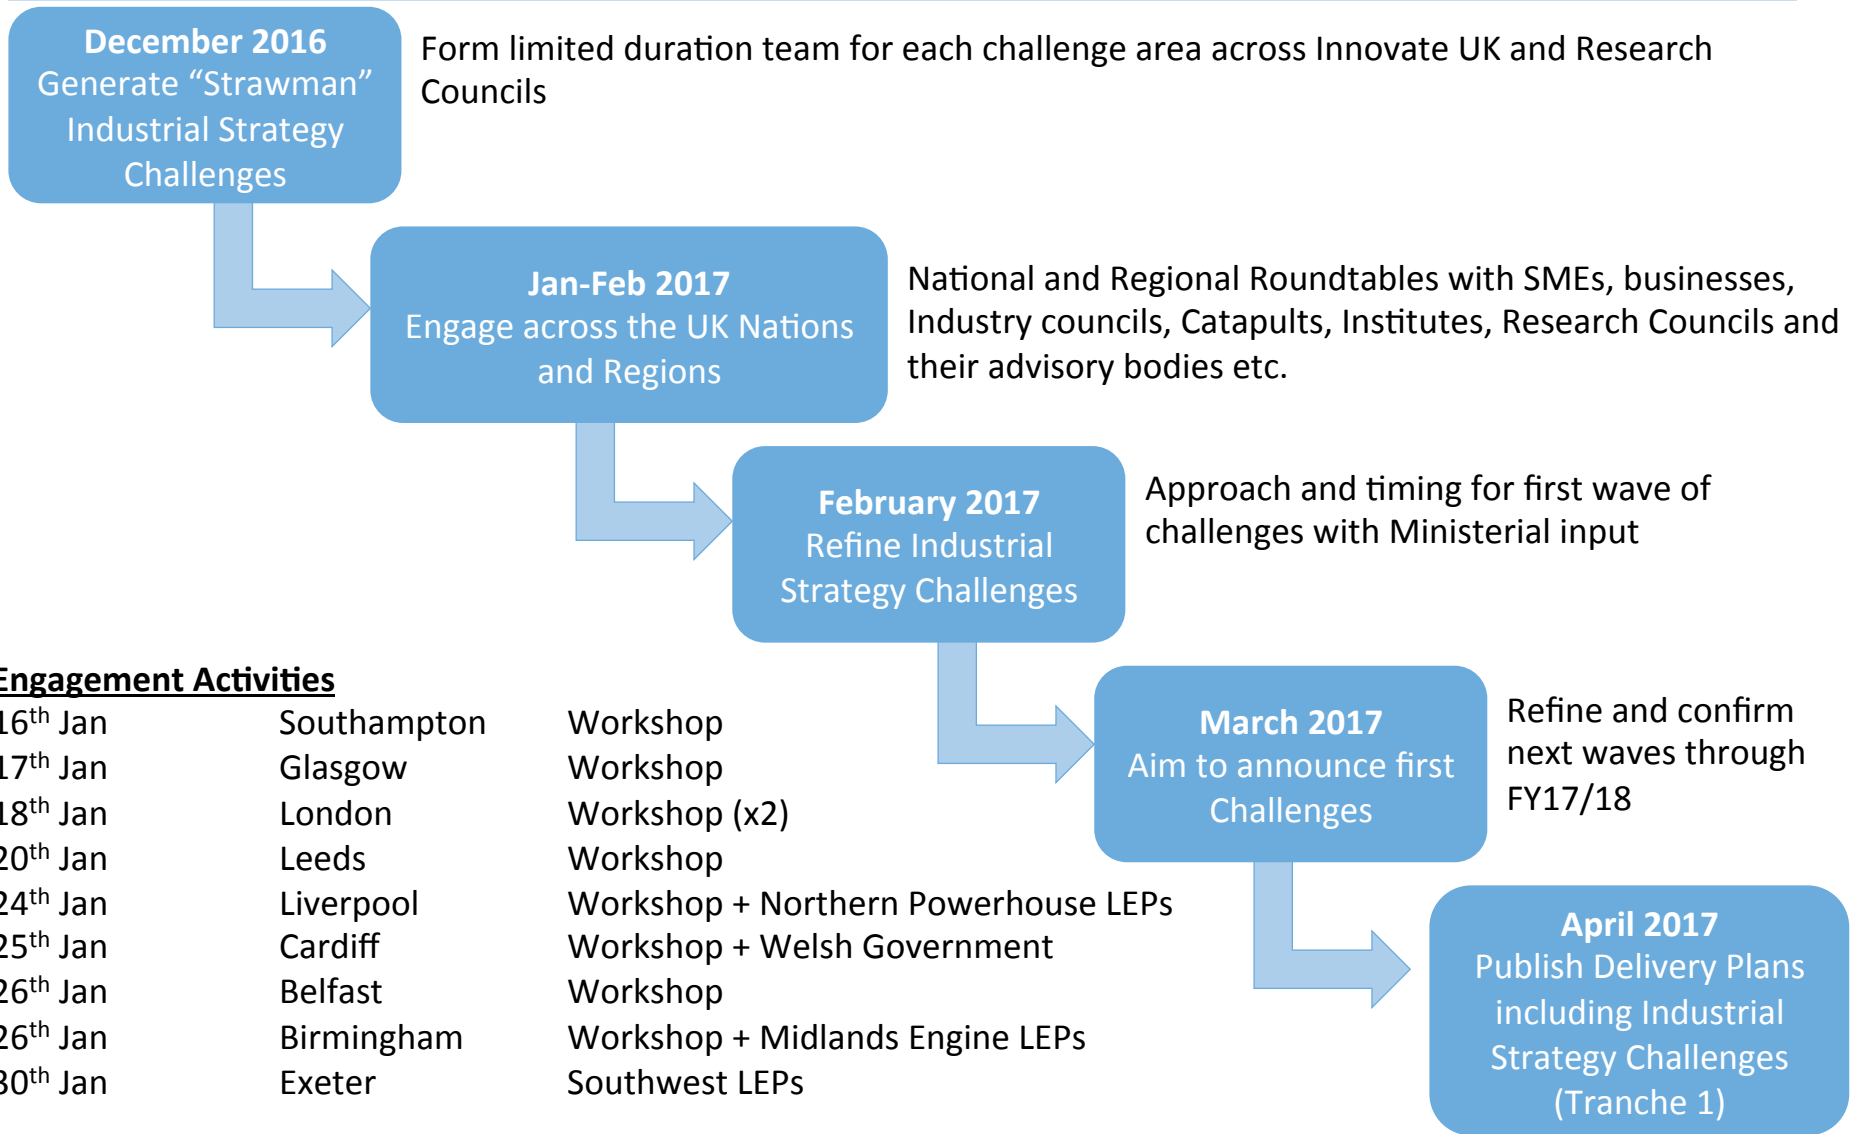 December 2016
Generate “Strawman”
Industrial Strategy
Challenges
Form limited duration team for each challenge area across Innovate UK and Research
Councils
Jan-Feb 2017
Engage across the UK Nations
and Regions
National and Regional Roundtables with SMEs, businesses,
Industry councils, Catapults, Institutes, Research Councils and
their advisory bodies etc.
February 2017
Refine Industrial
Strategy Challenges
Approach and timing for first wave of
challenges with Ministerial input
March 2017
Aim to announce first
Challenges
Refine and confirm
next waves through
FY17/18
April 2017
Publish Delivery Plans
including Industrial
Strategy Challenges
(Tranche 1)
Engagement Activities
16th Jan Southampton Workshop
17th Jan Glasgow Workshop
18th Jan London Workshop (x2)
20th Jan Leeds Workshop
24th Jan Liverpool Workshop + Northern Powerhouse LEPs
25th Jan Cardiff Workshop + Welsh Government
26th Jan Belfast Workshop
26th Jan Birmingham Workshop + Midlands Engine LEPs
30th Jan Exeter Southwest LEPs